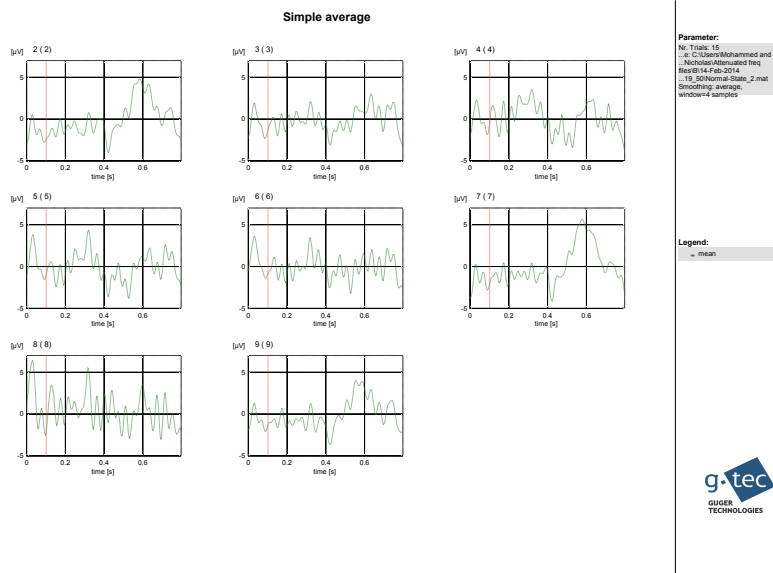 Simple average
[µV] 2 ( 2)
5
0
-5
0 0.2 0.4 0.6
time [s]
[µV] 3 ( 3)
5
0
-5
0 0.2 0.4 0.6
time [s]
[µV] 4 ( 4)
5
0
-5
0 0.2 0.4 0.6
time [s]
[µV] 5 ( 5)
5
0
-5
0 0.2 0.4 0.6
time [s]
[µV] 6 ( 6)
5
0
-5
0 0.2 0.4 0.6
time [s]
[µV] 7 ( 7)
5
0
-5
0 0.2 0.4 0.6
time [s]
[µV] 8 ( 8)
5
0
-5
0 0.2 0.4 0.6
time [s]
[µV] 9 ( 9)
5
0
-5
0 0.2 0.4 0.6
time [s]
Parameter:
Nr. Trials: 15
...e: C:\Users\Mohammed and
...Nicholas\Attenuated freq
files\B\14-Feb-2014
...19_50\Normal-State_2.mat
Smoothing: average,
window=4 samples
Legend:
mean
g.tec
GUGER
TECHNOLOGIES